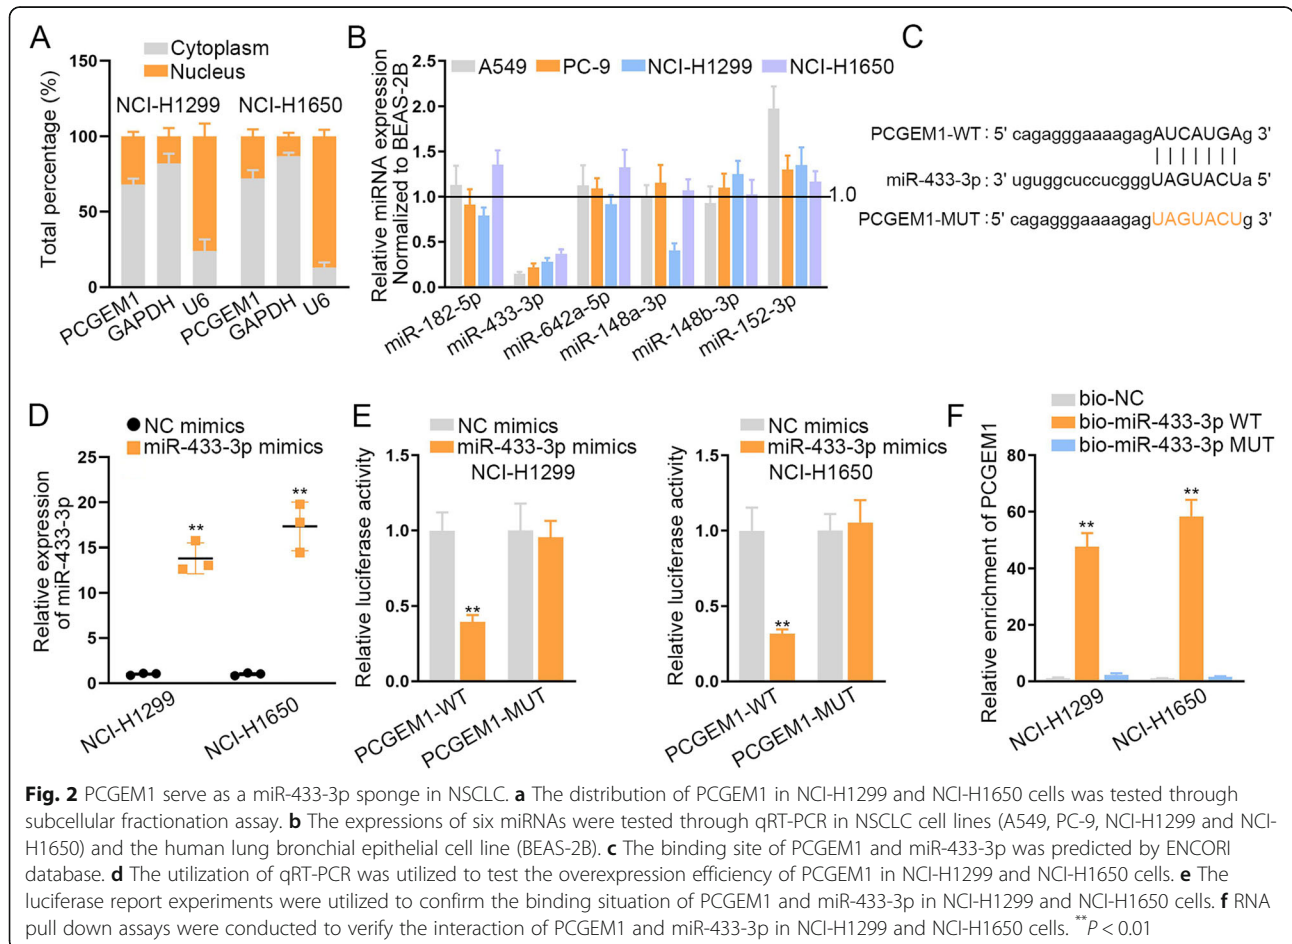 A
Cytoplasm
Nucleus
Total percentage (%)
150
100
50
0
NCI-H1299
NCI-H1650
PCGEM1
GAPDH
U6
PCGEM1
GAPDH
U6
B
A549
PC-9
NCI-H1299
NCI-H1650
Relative miRNA expression
Normalized to BEAS-2B
2.5
2.0
1.5
1.0
0.5
0.0
1.0
miR-182-5p
miR-433-3p
miR-642a-5p
miR-148a-3p
miR-148b-3p
miR-152-3p
C
PCGEM1-WT: 5' cagagggaaaagagAUCAUGAg 3'
miR-433-3p: 3' uguggcuccucgggUAGUACUa 5'
PCGEM1-MUT: 5' cagagggaaaagagUAGUACUg 3'
D
NC mimics
miR-433-3p mimics
Relative expression
of miR-433-3p
25
20
15
10
5
0
**
**
NCI-H1299
NCI-H1650
E
NC mimics
miR-433-3p mimics
NCI-H1299
Relative luciferase activity
1.5
1.0
0.5
0.0
**
PCGEM1-WT
PCGEM1-MUT
NC mimics
miR-433-3p mimics
NCI-H1650
Relative luciferase activity
1.5
1.0
0.5
0.0
**
PCGEM1-WT
PCGEM1-MUT
F
bio-NC
bio-miR-433-3p WT
bio-miR-433-3p MUT
Relative enrichment of PCGEM1
80
60
40
20
0
**
**
NCI-H1299
NCI-H1650
Fig. 2 PCGEM1 serve as a miR-433-3p sponge in NSCLC. a The distribution of PCGEM1 in NCI-H1299 and NCI-H1650 cells was tested through
subcellular fractionation assay. b The expressions of six miRNAs were tested through qRT-PCR in NSCLC cell lines (A549, PC-9, NCI-H1299 and NCI-
H1650) and the human lung bronchial epithelial cell line (BEAS-2B). c The binding site of PCGEM1 and miR-433-3p was predicted by ENCORI
database. d The utilization of qRT-PCR was utilized to test the overexpression efficiency of PCGEM1 in NCI-H1299 and NCI-H1650 cells. e The
luciferase report experiments were utilized to confirm the binding situation of PCGEM1 and miR-433-3p in NCI-H1299 and NCI-H1650 cells. f RNA
pull down assays were conducted to verify the interaction of PCGEM1 and miR-433-3p in NCI-H1299 and NCI-H1650 cells. **P < 0.01